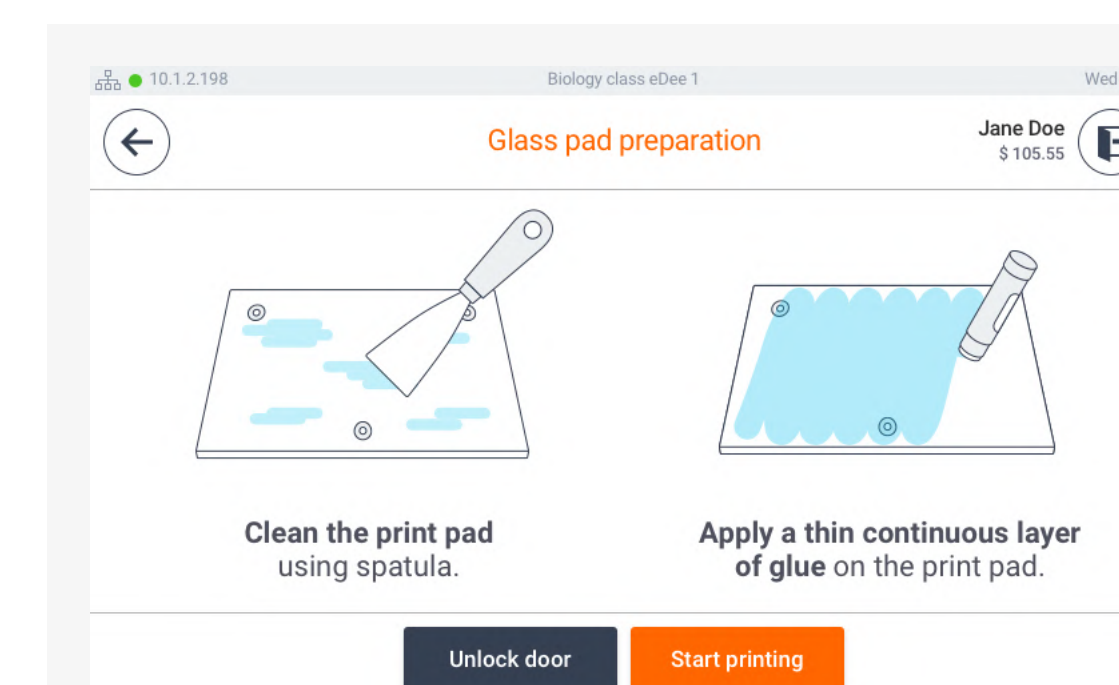 10.1.2.198 Biology class eDee 1 Wed
Glass pad preparation
Jane Doe
$ 105.55
Clean the print pad
using spatula.
Apply a thin continuous layer
of glue on the print pad.
Unlock door Start printing